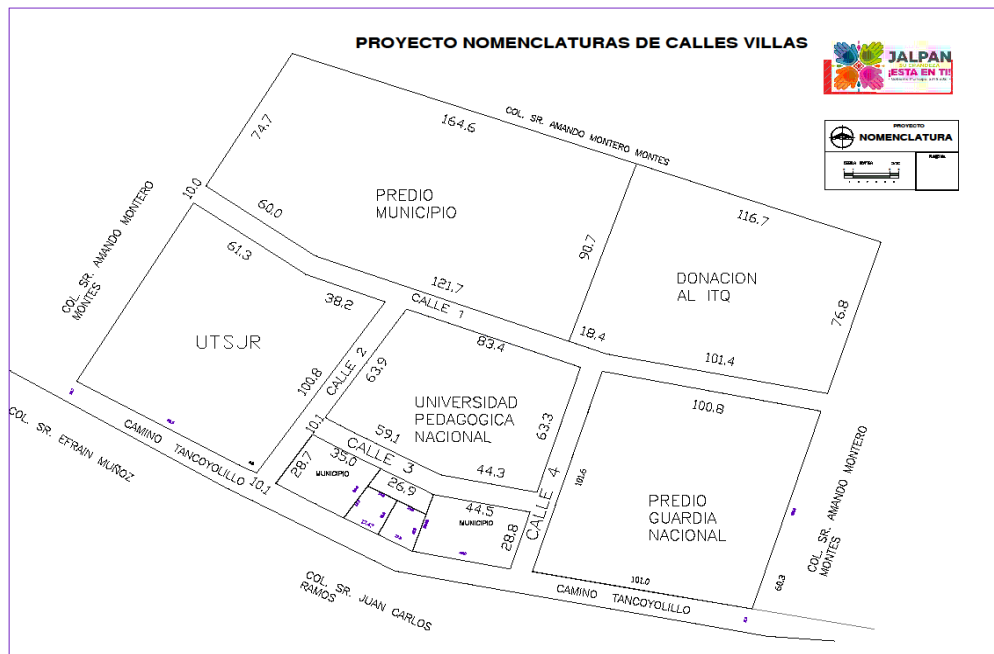 PROYECTO NOMENCLATURAS DE CALLES VILLAS
JALPAN
¡ESTÁ EN TI!
PROYECTO
NOMENCLATURA
COL. SR. AMANDO MONTERO MONTES
164.6
74.7
10.0
60.0
PREDIO
MUNICIPIO
121.7
90.7
18.4
116.7
DONACION
AL ITQ
76.8
101.4
COL. SR. AMANDO MONTERO
MONTES
61.3
38.2
UTSJR
100.8
CALLE 1
CALLE 2
63.9
83.4
UNIVERSIDAD
PEDAGOGICA
NACIONAL
63.3
59.1
44.3
10.1
CALLE 3
CALLE 4
100.8
101.6
PREDIO
GUARDIA
NACIONAL
101.0
60.3
COL. SR. AMANDO MONTERO
MONTES
28.7
35.0
MUNICIPIO
26.9
44.5
MUNICIPIO
28.8
10.1
CAMINO TANCOYOLILLO
COL. SR. EFRAIN MUÑOZ
CAMINO TANCOYOLILLO
COL. SR. JUAN CARLOS
RAMOS